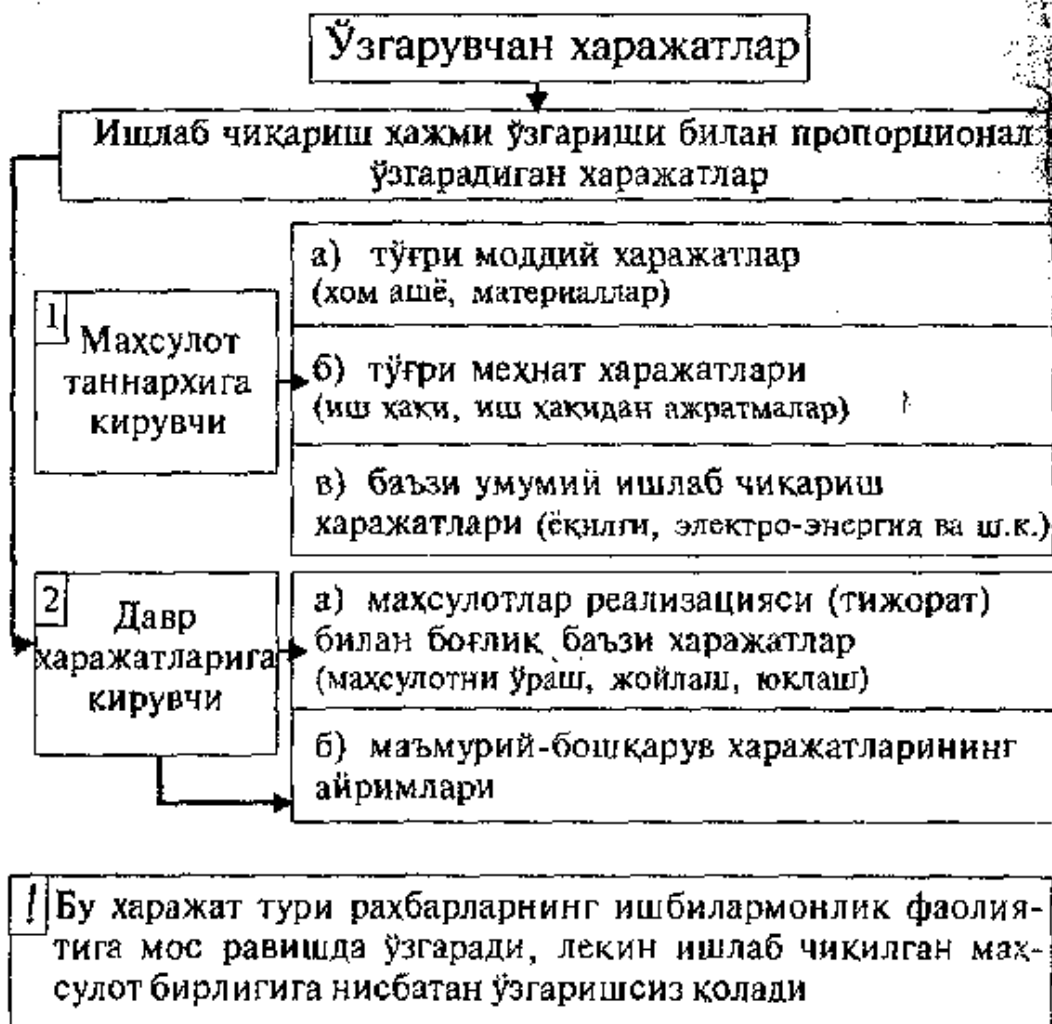 Ўзгарувчан харажатлар
Ишлаб чиқариш ҳажми ўзгариши билан пропорционал
ўзгарадиган харажатлар
1
Маҳсулот
таннархига
кирувчи
а) тўғри моддий харажатлар
(хом ашё, материаллар)
б) тўғри меҳнат харажатлари
(иш ҳақи, иш ҳақидан ажратмалар)
в) баъзи умумий ишлаб чиқариш
харажатлари (ёқилғи, электро-энергия ва ш.к.)
2
Давр
харажатларига
кирувчи
а) маҳсулотлар реализацияси (тижорат)
билан боғлиқ баъзи харажатлар
(маҳсулотни ўраш, жойлаш, юклаш)
б) маъмурий-бошқарув харажатларининг
айримлари
! Бу харажат тури раҳбарларнинг ишбилармонлик фаолия-
тига мос равишда ўзгаради, лекин ишлаб чиқилган маҳ-
сулот бирлигига нисбатан ўзгаришсиз қолади